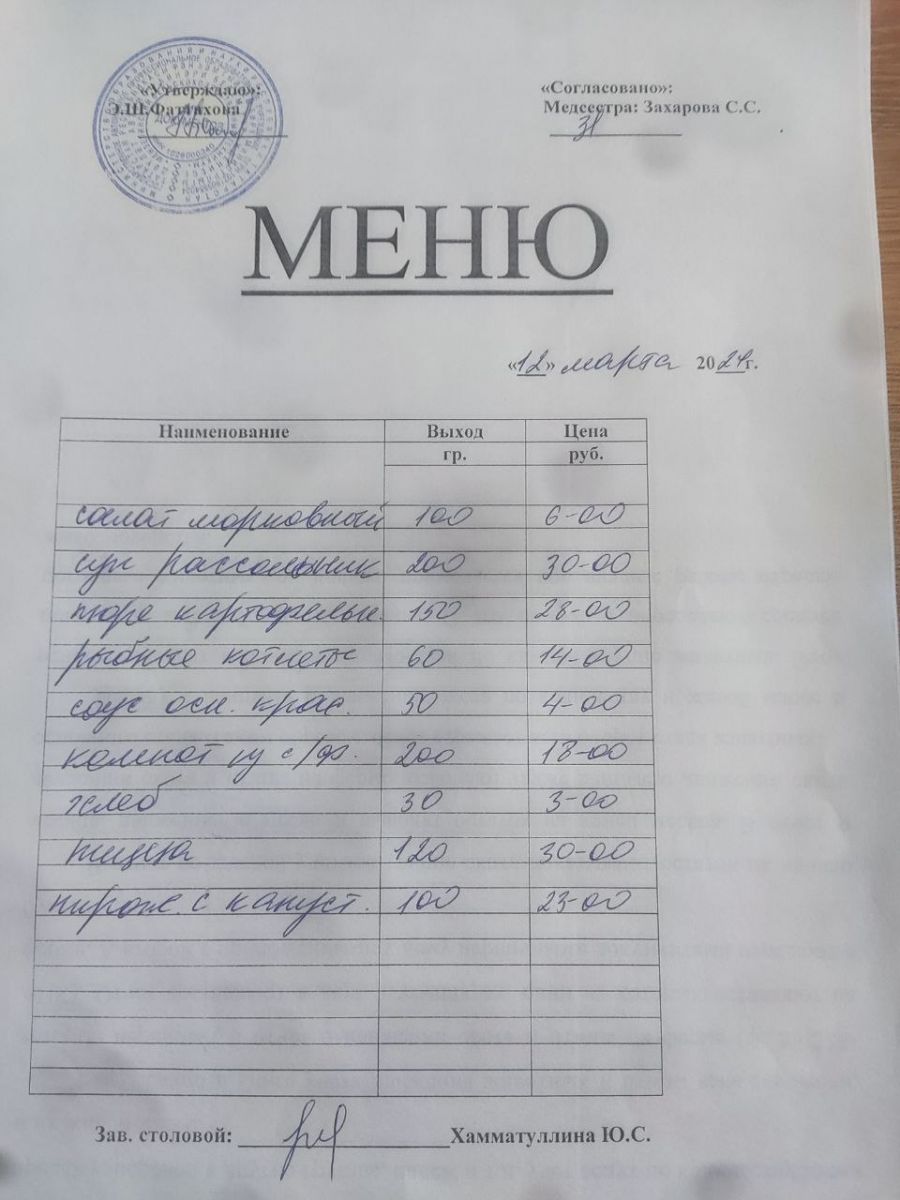 «Утверждаю»:
Э.Ш.Фаттахова
«Согласовано»:
Медсестра: Захарова С.С.
МЕНЮ
«12» марта 2024г.
Наименование Выход Цена
гр. руб.
салат морковный 100 6-00
суп рассольник 200 30-00
пюре картофельн. 150 28-00
рыбные котлеты 60 14-00
соус осн. крас. 50 4-00
компот из с/ф. 200 18-00
хлеб 30 3-00
пицца 120 30-00
пирож. с капуст. 100 23-00
Зав. столовой: Хамматуллина Ю.С.